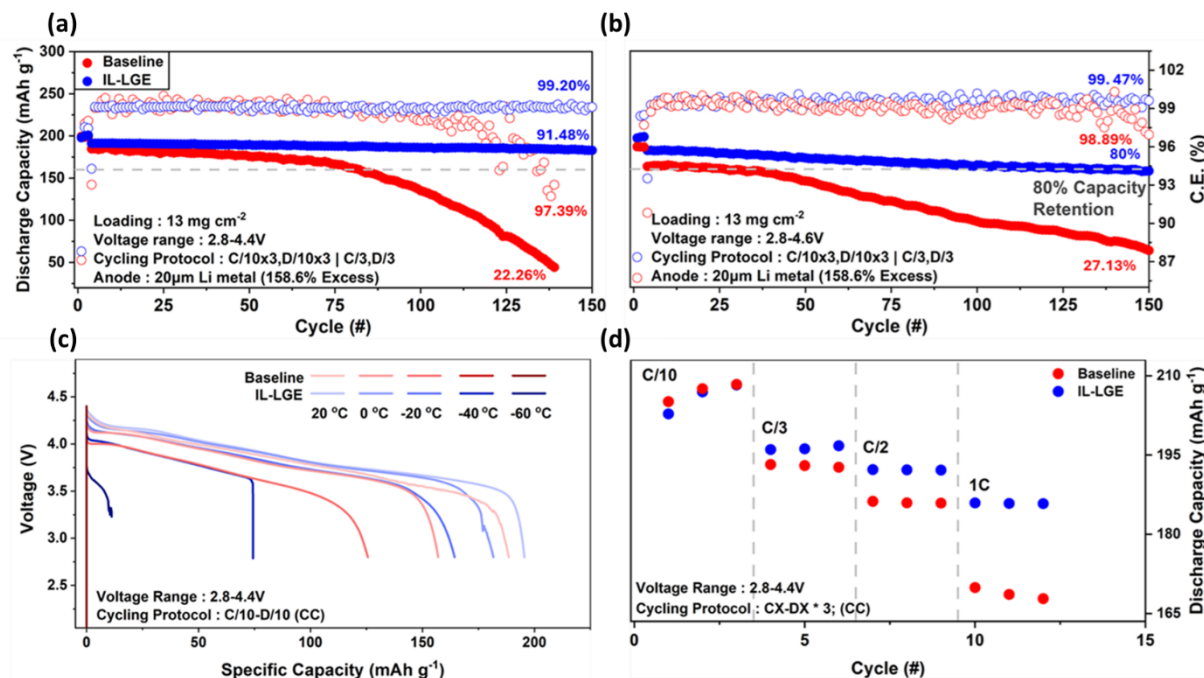 (a)
300
250
200
150
100
50
Discharge Capacity (mAh g⁻¹)
Baseline
IL-LGE
99.20%
91.48%
97.39%
22.26%
Loading : 13 mg cm⁻²
Voltage range : 2.8-4.4V
Cycling Protocol : C/10x3,D/10x3 | C/3,D/3
Anode : 20μm Li metal (158.6% Excess)
0 25 50 75 100 125 150
Cycle (#)
(b)
102
99
96
93
90
87
C.E. (%)
99.47%
98.89%
80%
80% Capacity
Retention
27.13%
Loading : 13 mg cm⁻²
Voltage range : 2.8-4.6V
Cycling Protocol : C/10x3,D/10x3 | C/3,D/3
Anode : 20μm Li metal (158.6% Excess)
0 25 50 75 100 125 150
Cycle (#)
(c)
Baseline
IL-LGE
20 °C 0 °C -20 °C -40 °C -60 °C
4.5
4.0
3.5
3.0
2.5
Voltage (V)
Voltage Range : 2.8-4.4V
Cycling Protocol : C/10-D/10 (CC)
0 50 100 150 200
Specific Capacity (mAh g⁻¹)
(d)
C/10
C/3
C/2
1C
Baseline
IL-LGE
210
195
180
165
Discharge Capacity (mAh g⁻¹)
Voltage Range : 2.8-4.4V
Cycling Protocol : CX-DX * 3; (CC)
0 5 10 15
Cycle (#)